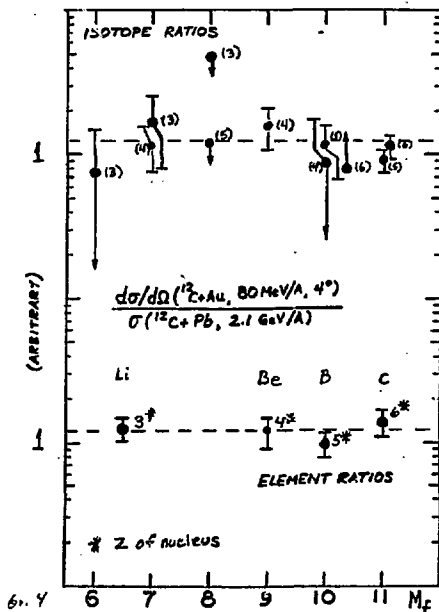 ISOTOPE RATIOS
(3)
(3)
(4)
(3)
(5)
(4)
(5)
(4)
(6)
(6)
(5)
1
dσ/dΩ (¹²C+Au, 80 MeV/A, 4°)
σ(¹²C+Pb, 2.1 GeV/A)
(ARBITRARY)
Li Be B C
3* 4* 5* 6*
1
ELEMENT RATIOS
* Z of nucleus
6 7 8 9 10 11 M_F